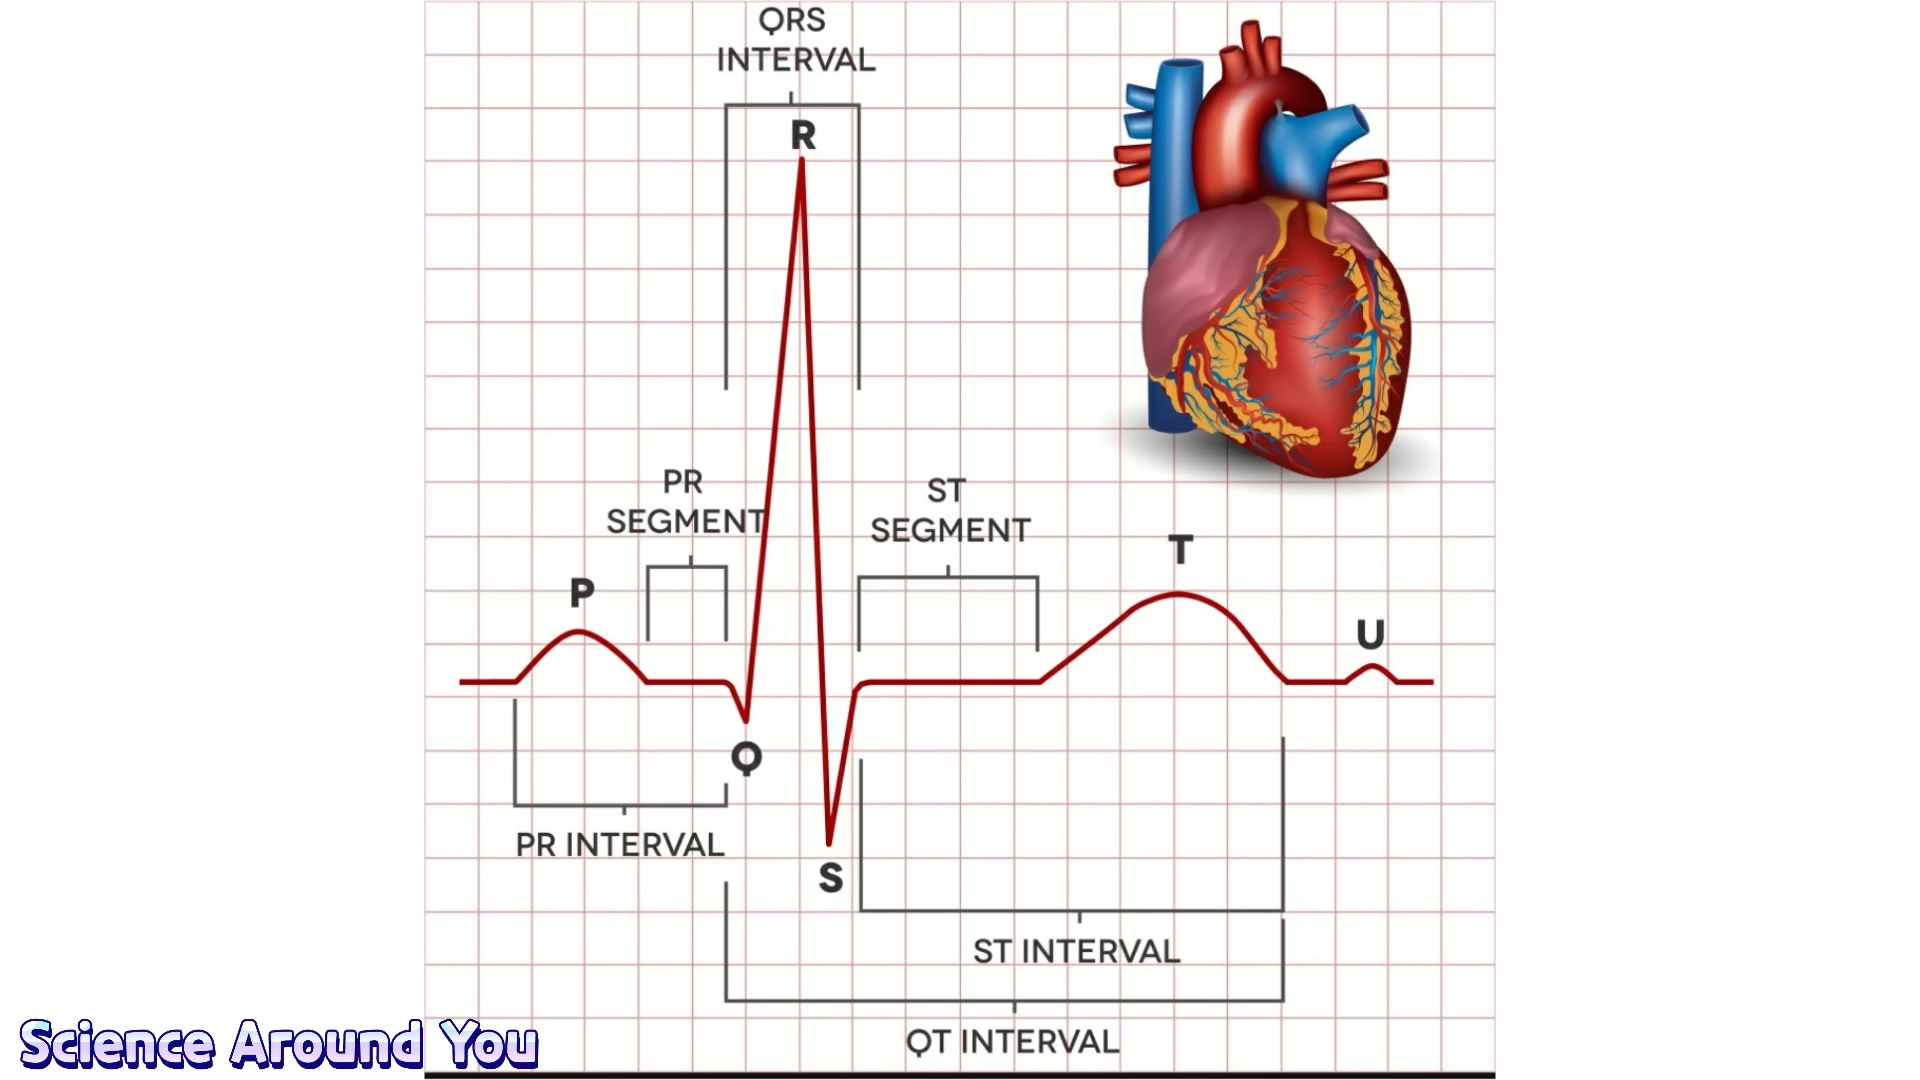 QRS
INTERVAL
R
PR
SEGMENT
ST
SEGMENT
P
T
U
Q
PR INTERVAL
S
ST INTERVAL
QT INTERVAL
Science Around You